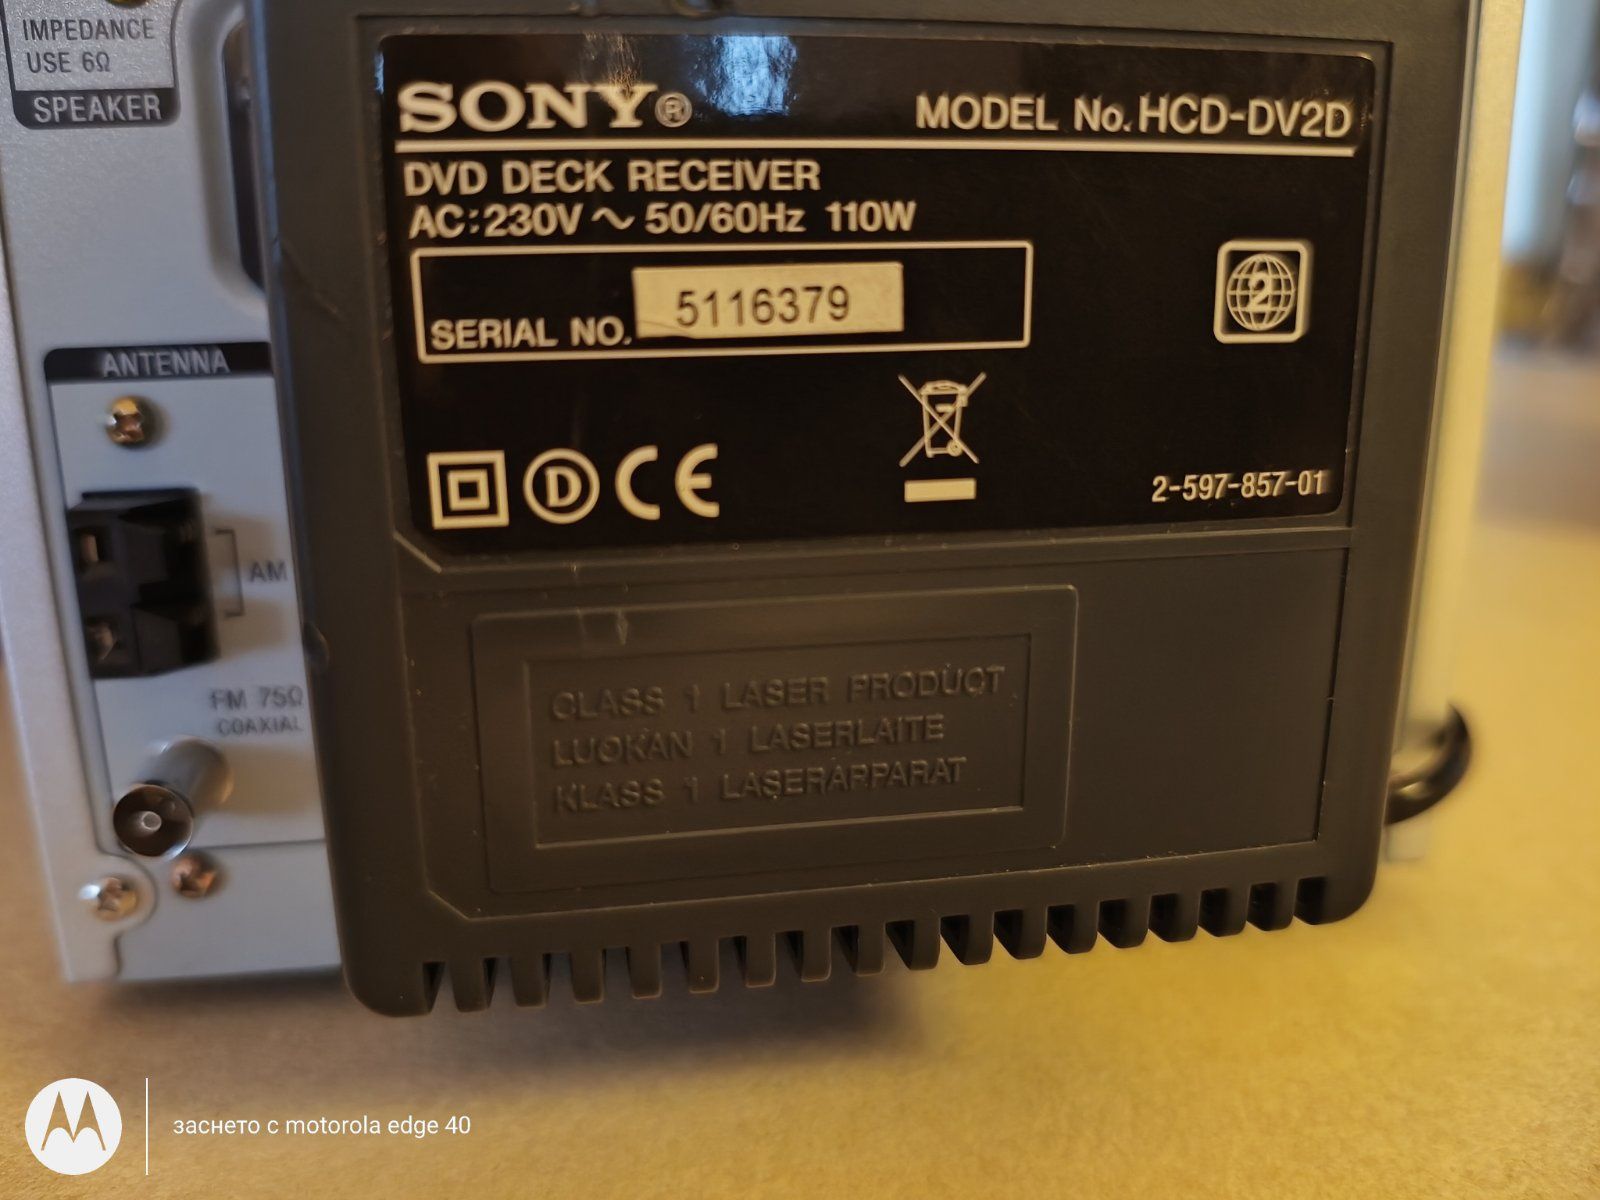 IMPEDANCE
USE 6Ω
SPEAKER
SONY®
MODEL No. HCD-DV2D
DVD DECK RECEIVER
AC:230V ~ 50/60Hz 110W
SERIAL NO. 5116379
2
D CE
2-597-857-01
ANTENNA
AM
FM 75Ω
COAXIAL
CLASS 1 LASER PRODUCT
LUOKAN 1 LASERLAITE
KLASS 1 LASERAPPARAT
заснето с motorola edge 40